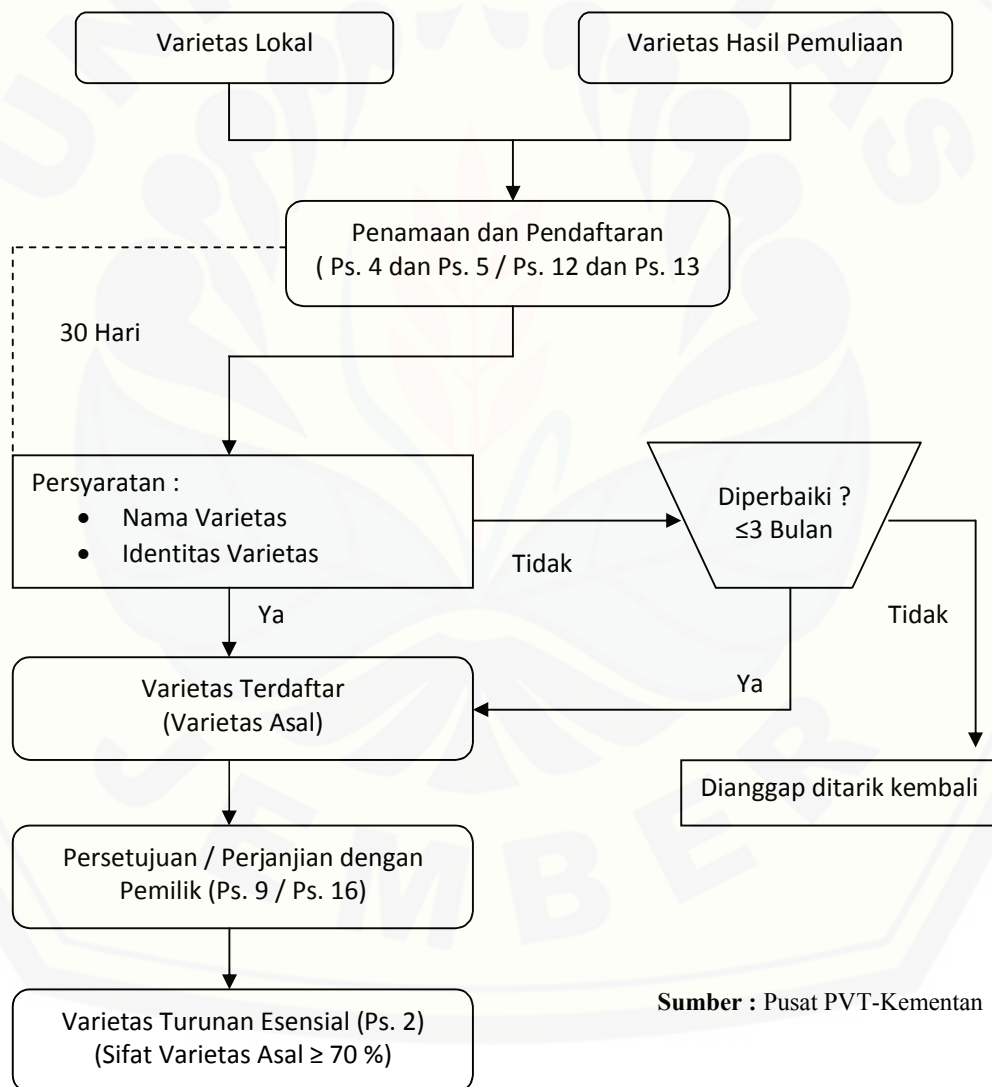 Varietas Lokal
Varietas Hasil Pemuliaan
Penamaan dan Pendaftaran
( Ps. 4 dan Ps. 5 / Ps. 12 dan Ps. 13
30 Hari
Persyaratan :
• Nama Varietas
• Identitas Varietas
Tidak
Diperbaiki ?
≤3 Bulan
Tidak
Ya
Ya
Varietas Terdaftar
(Varietas Asal)
Dianggap ditarik kembali
Persetujuan / Perjanjian dengan
Pemilik (Ps. 9 / Ps. 16)
Varietas Turunan Esensial (Ps. 2)
(Sifat Varietas Asal ≥ 70 %)
Sumber : Pusat PVT-Kementan
JEMBER